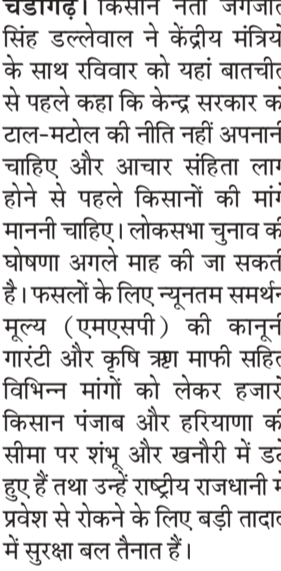 चंडीगढ़। किसान नेता जगजीत
सिंह डल्लेवाल ने केंद्रीय मंत्रियों
के साथ रविवार को यहां बातचीत
से पहले कहा कि केन्द्र सरकार को
टाल-मटोल की नीति नहीं अपनानी
चाहिए और आचार संहिता लागू
होने से पहले किसानों की मांगें
माननी चाहिए। लोकसभा चुनाव की
घोषणा अगले माह की जा सकती
है। फसलों के लिए न्यूनतम समर्थन
मूल्य (एमएसपी) की कानूनी
गारंटी और कृषि ऋण माफी सहित
विभिन्न मांगों को लेकर हजारों
किसान पंजाब और हरियाणा की
सीमा पर शंभू और खनौरी में डटे
हुए हैं तथा उन्हें राष्ट्रीय राजधानी में
प्रवेश से रोकने के लिए बड़ी तादाद
में सुरक्षा बल तैनात हैं।